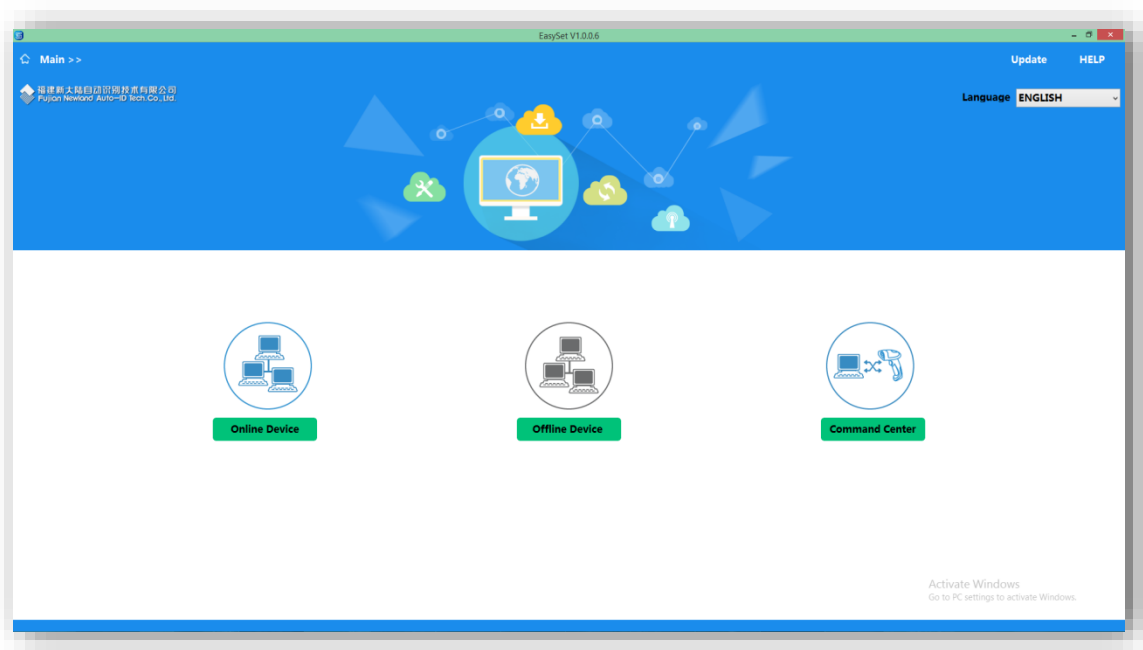 EasySet V1.0.0.6
Main >>
Update
HELP
福建新大陆自动识别技术有限公司
Fujian Newland Auto-ID Tech.Co.,Ltd.
Language ENGLISH
Online Device
Offline Device
Command Center
Activate Windows
Go to PC settings to activate Windows.